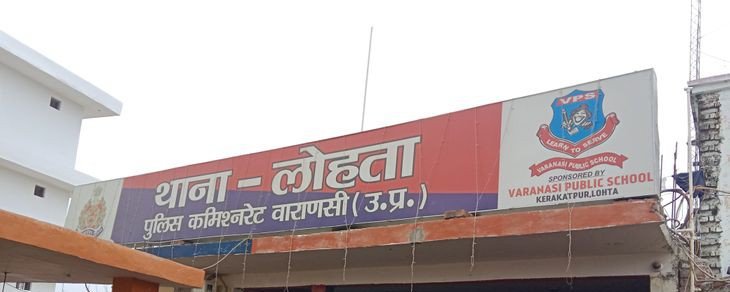 थाना - लोहता
पुलिस कमिश्नरेट वाराणसी (उ.प्र.)
VPS
LEARN TO SERVE
VARANASI PUBLIC SCHOOL
SPONSORED BY
VARANASI PUBLIC SCHOOL
KERAKATPUR,LOHTA